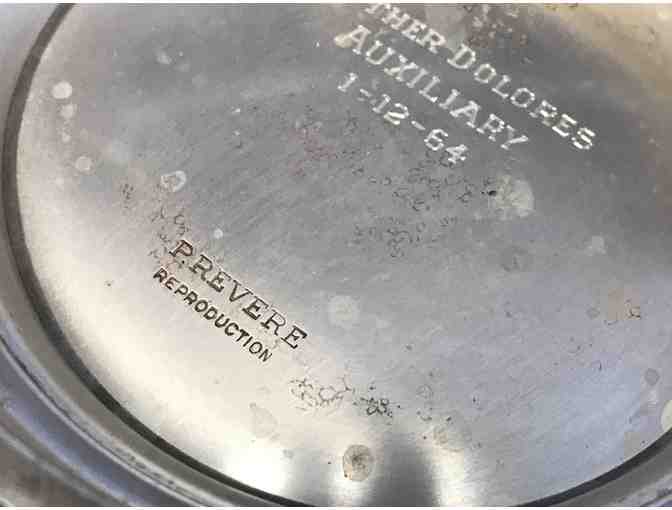 THER DOLORES
AUXILIARY
1-12-64
P.REVERE
REPRODUCTION